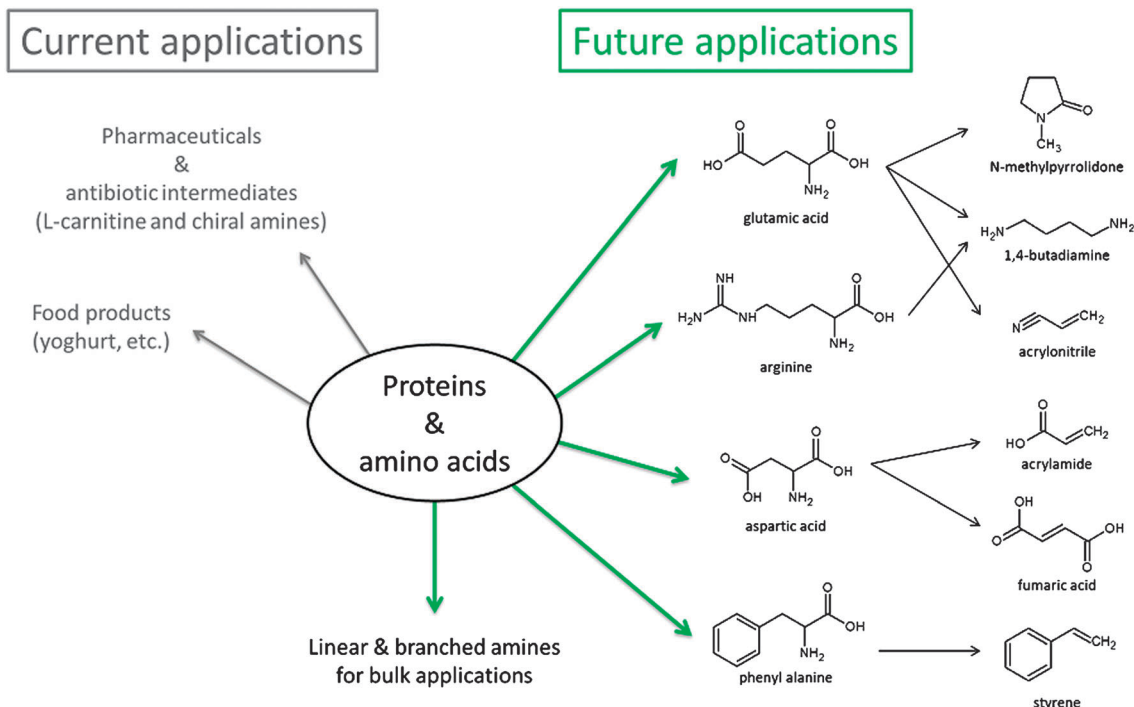 Current applications
Future applications
Pharmaceuticals
&
antibiotic intermediates
(L-carnitine and chiral amines)
Food products
(yoghurt, etc.)
Proteins
&
amino acids
Linear & branched amines
for bulk applications
O
O
HO
OH
NH2
glutamic acid
NH
O
H2N
NH
OH
NH2
arginine
O
O
OH
OH
NH2
aspartic acid
O
OH
NH2
phenyl alanine
N
O
CH3
N-methylpyrrolidone
H2N
NH2
1,4-butadiamine
N
CH2
acrylonitrile
O
HO
CH2
acrylamide
OH
O
OH
O
fumaric acid
CH2
styrene